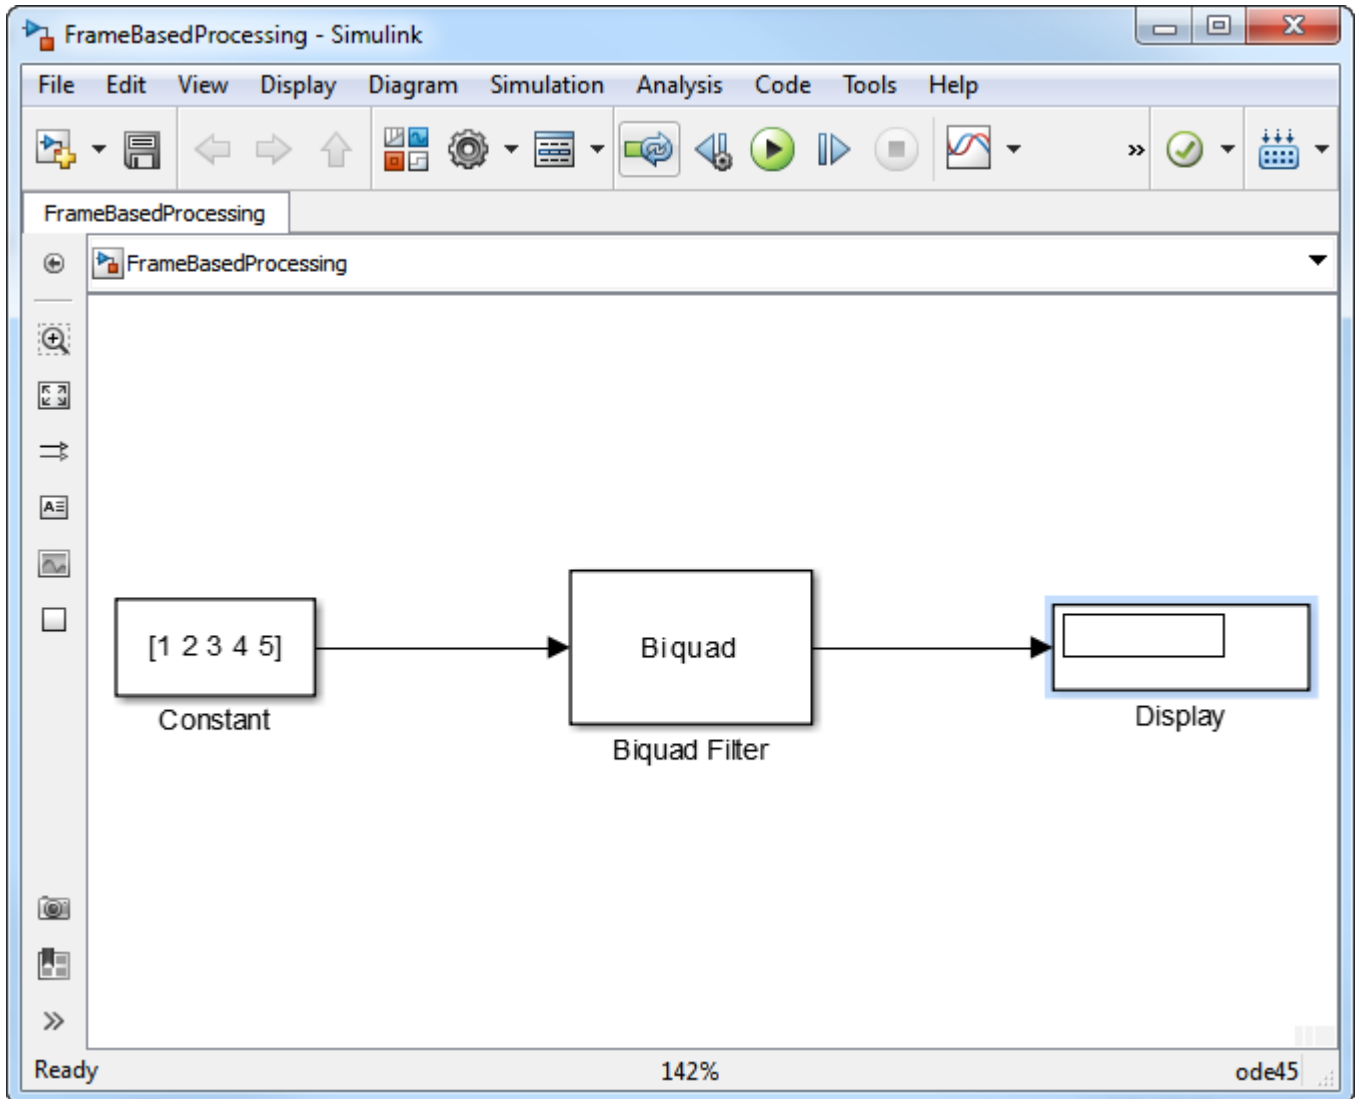 FrameBasedProcessing - Simulink
File Edit View Display Diagram Simulation Analysis Code Tools Help
FrameBasedProcessing
FrameBasedProcessing
[1 2 3 4 5]
Biquad
Constant
Biquad Filter
Display
Ready 142% ode45